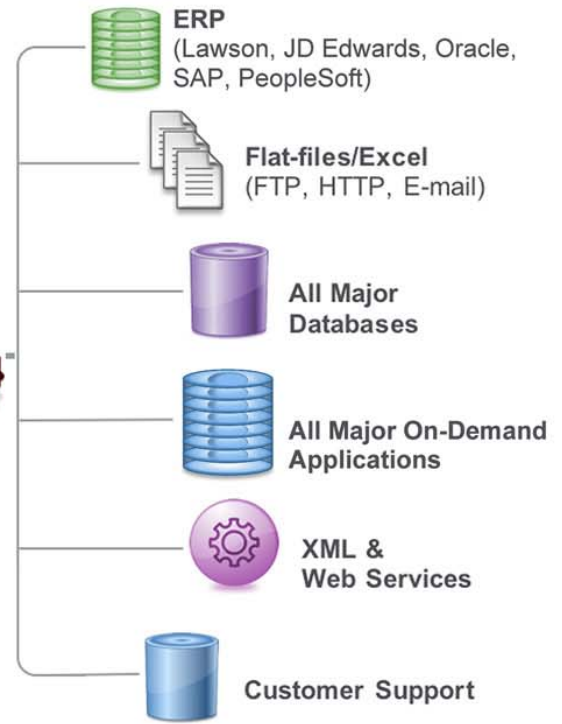 ERP
(Lawson, JD Edwards, Oracle,
SAP, PeopleSoft)
Flat-files/Excel
(FTP, HTTP, E-mail)
All Major
Databases
All Major On-Demand
Applications
XML &
Web Services
Customer Support